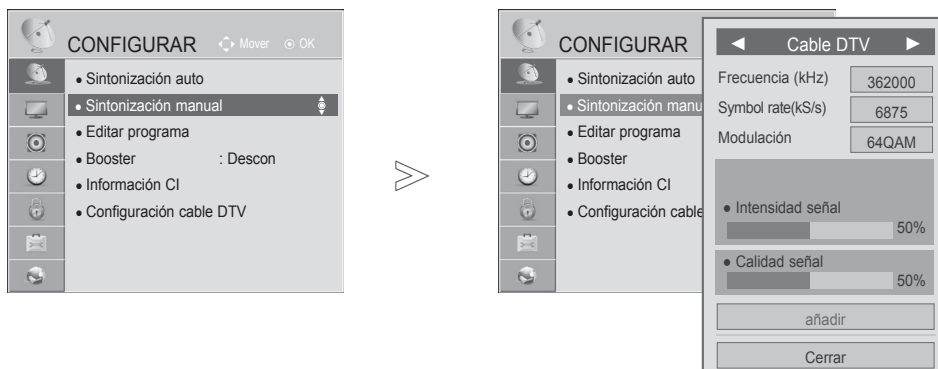 CONFIGURAR Mover OK
• Sintonización auto
• Sintonización manual
• Editar programa
• Booster : Descon
• Información CI
• Configuración cable DTV
CONFIGURAR
• Sintonización auto
• Sintonización manu
• Editar programa
• Booster
• Información CI
• Configuración cable
◄ Cable DTV ►
Frecuencia (kHz) 362000
Symbol rate(kS/s) 6875
Modulación 64QAM
• Intensidad señal
50%
• Calidad señal
50%
añadir
Cerrar